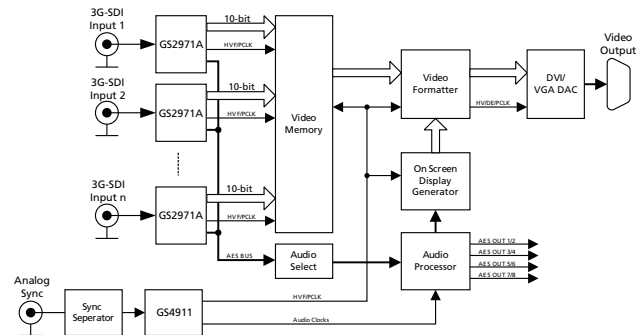 3G-SDI
Input 1
GS2971A
10-bit
HVF/PCLK
3G-SDI
Input 2
GS2971A
10-bit
HVF/PCLK
3G-SDI
Input n
GS2971A
10-bit
HVF/PCLK
AES BUS
Video
Memory
Audio
Select
Video
Formatter
HV/DE/PCLK
DVI/
VGA DAC
Video
Output
On Screen
Display
Generator
Audio
Processor
AES OUT 1/2
AES OUT 3/4
AES OUT 5/6
AES OUT 7/8
Analog
Sync
Sync
Seperator
GS4911
HVF/PCLK
Audio Clocks